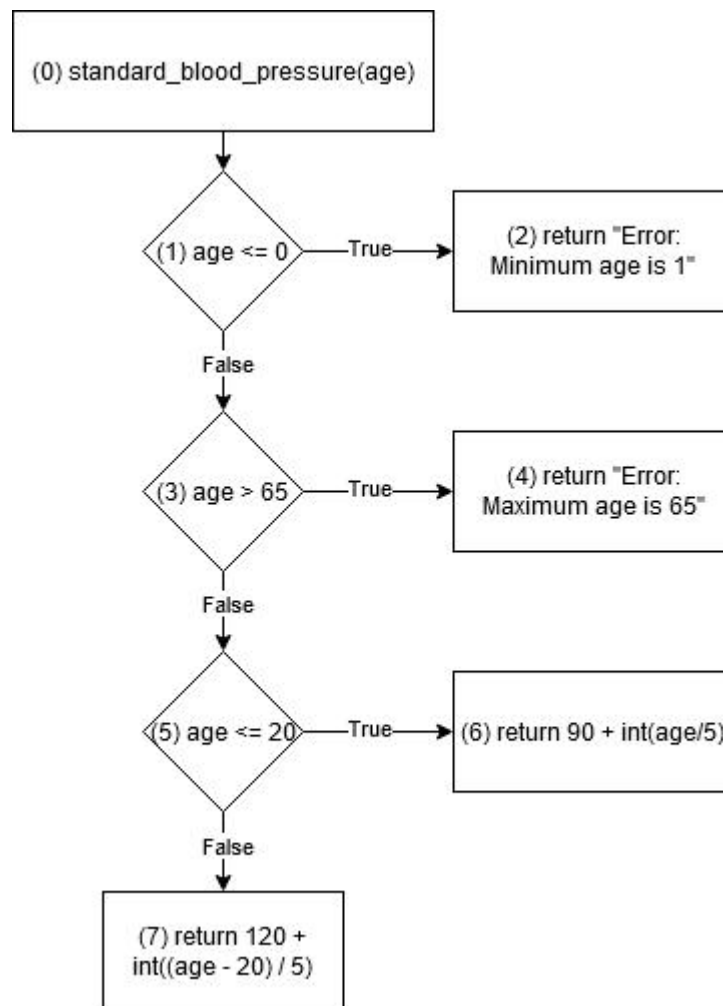 (0) standard_blood_pressure(age)
(1) age <= 0
True
(2) return "Error:
Minimum age is 1"
False
(3) age > 65
True
(4) return "Error:
Maximum age is 65"
False
(5) age <= 20
True
(6) return 90 + int(age/5)
False
(7) return 120 +
int((age - 20) / 5)